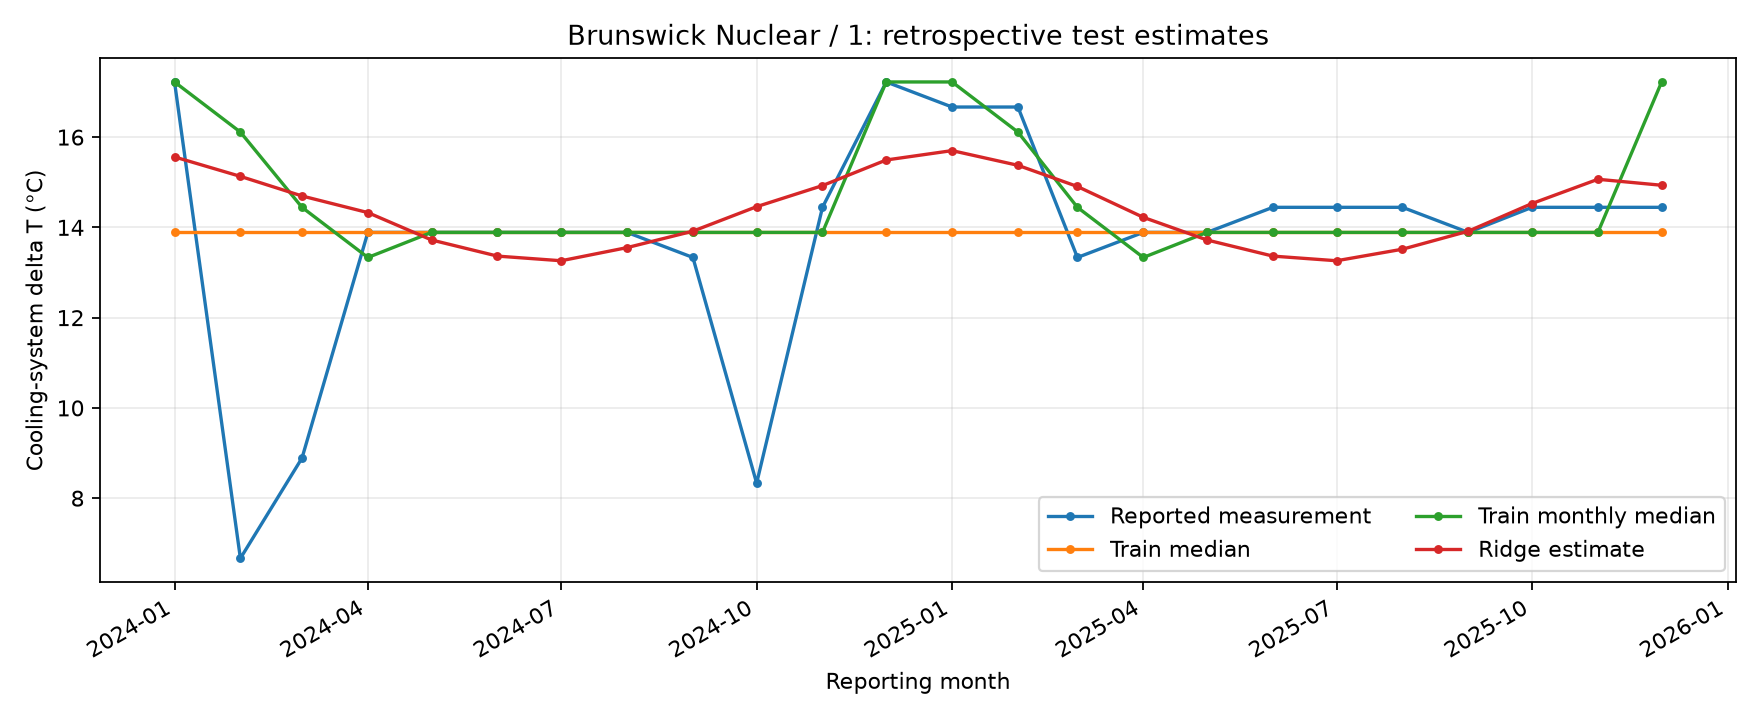 Brunswick Nuclear / 1: retrospective test estimates
Cooling-system delta T (°C)
16
14
12
10
8
Reported measurement
Train median
Train monthly median
Ridge estimate
2024-01
2024-04
2024-07
2024-10
2025-01
2025-04
2025-07
2025-10
2026-01
Reporting month